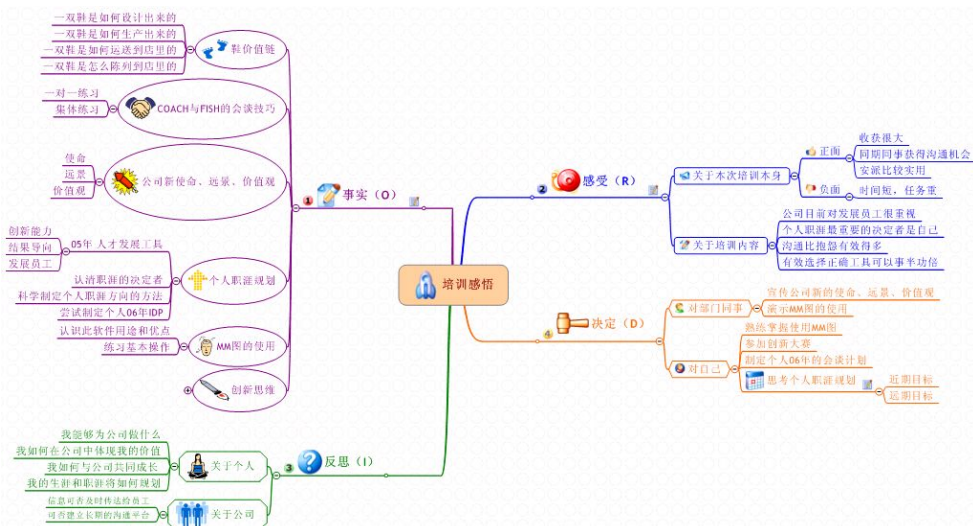 培训感悟
事实（O）
鞋价值链
一双鞋是如何设计出来的
一双鞋是如何生产出来的
一双鞋是如何运送到店里的
一双鞋是怎么陈列到店里的
COACH与FISH的会谈技巧
一对一练习
集体练习
公司新使命、远景、价值观
使命
远景
价值观
个人职涯规划
05年 人才发展工具
创新能力
结果导向
发展员工
认清职涯的决定者
科学制定个人职涯方向的方法
尝试制定个人06年IDP
MM图的使用
认识此软件用途和优点
练习基本操作
创新思维
感受（R）
关于本次培训本身
正面
收获很大
同期同事获得沟通机会
安派比较实用
负面
时间短，任务重
关于培训内容
公司目前对发展员工很重视
个人职涯最重要的决定者是自己
沟通比抱怨有效得多
有效选择正确工具可以事半功倍
反思（I）
关于个人
我能够为公司做什么
我如何在公司中体现我的价值
我如何与公司共同成长
我的生涯和职涯将如何规划
关于公司
信息可否及时传达给员工
可否建立长期的沟通平台
决定（D）
对部门同事
宣传公司新的使命、远景、价值观
演示MM图的使用
对自己
熟练掌握使用MM图
参加创新大赛
制定个人06年的会谈计划
思考个人职涯规划
近期目标
远期目标